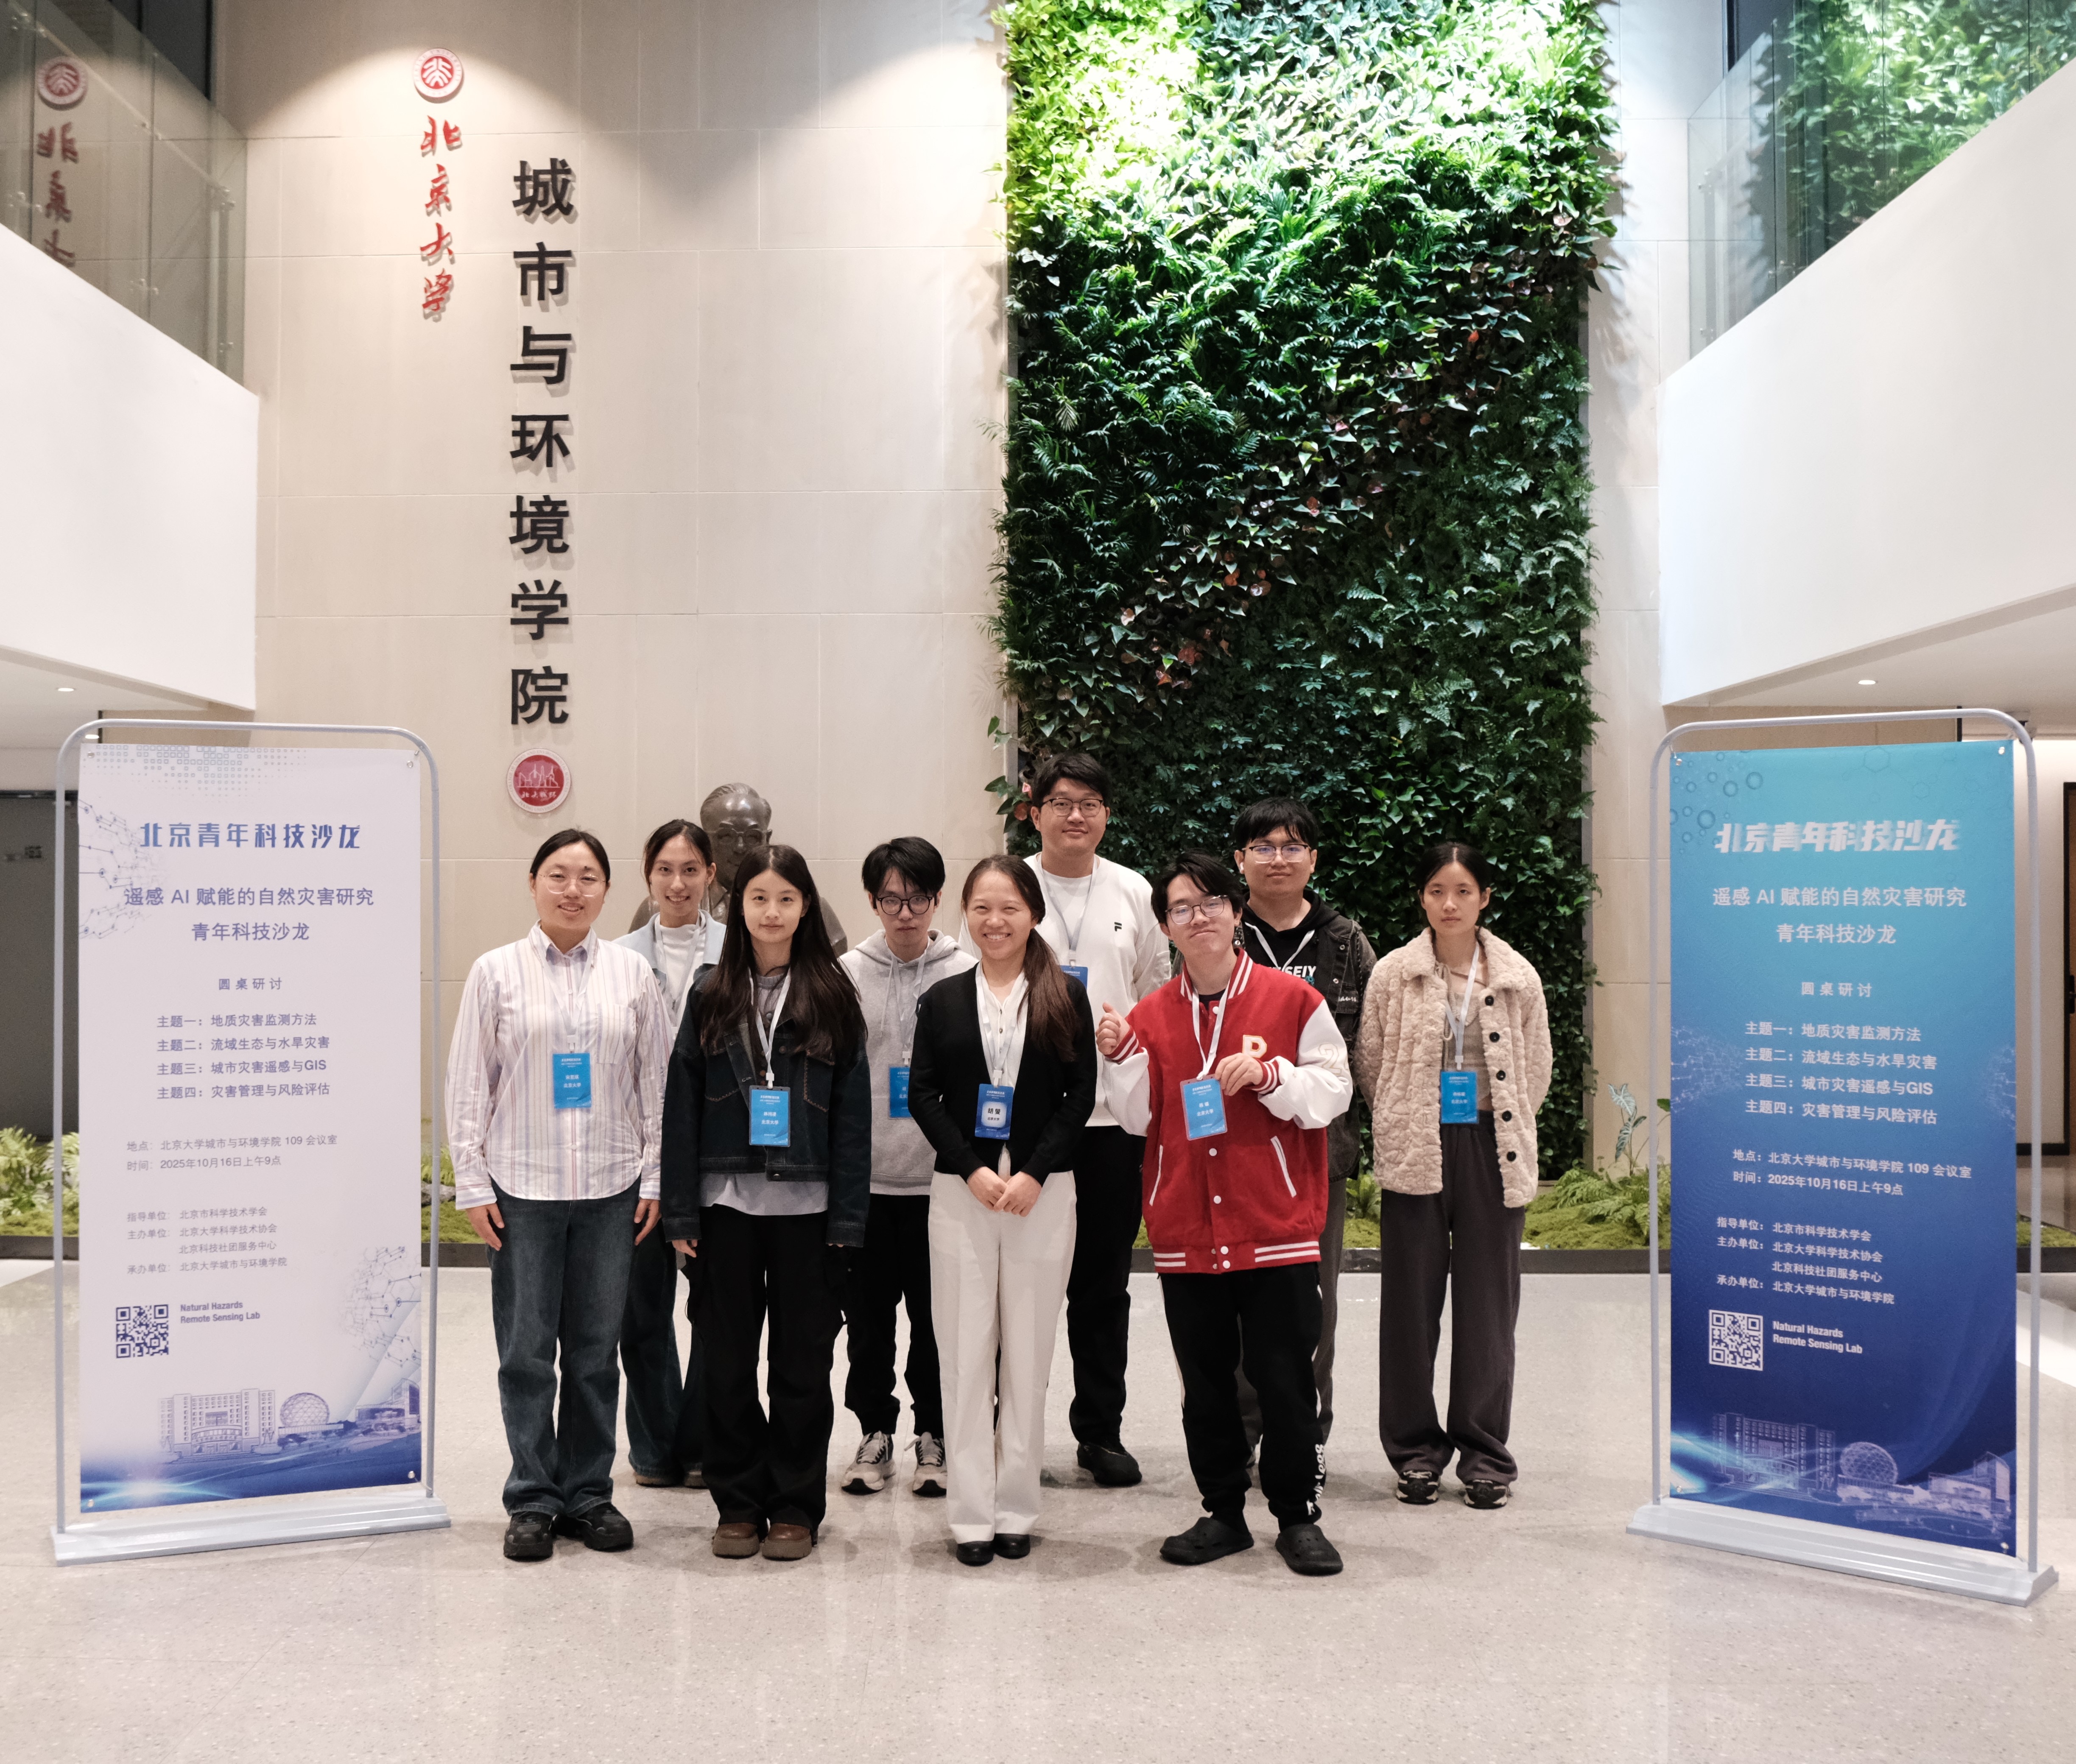 北京大学
城市与环境学院
北大城环
北京青年科技沙龙
遥感 AI 赋能的自然灾害研究
青年科技沙龙
圆桌研讨
主题一：地质灾害监测方法
主题二：流域生态与水旱灾害
主题三：城市灾害遥感与GIS
主题四：灾害管理与风险评估
地点：北京大学城市与环境学院 109 会议室
时间：2025年10月16日上午9点
指导单位：北京市科学技术学会
主办单位：北京大学科学技术协会
北京科技社团服务中心
承办单位：北京大学城市与环境学院
Natural Hazards
Remote Sensing Lab
F
SEIY
R
北京大学
北京大学
北京大学
北京青年科技沙龙
遥感 AI 赋能的自然灾害研究
青年科技沙龙
圆桌研讨
主题一：地质灾害监测方法
主题二：流域生态与水旱灾害
主题三：城市灾害遥感与GIS
主题四：灾害管理与风险评估
地点：北京大学城市与环境学院 109 会议室
时间：2025年10月16日上午9点
指导单位：北京市科学技术学会
主办单位：北京大学科学技术协会
北京科技社团服务中心
承办单位：北京大学城市与环境学院
Natural Hazards
Remote Sensing Lab